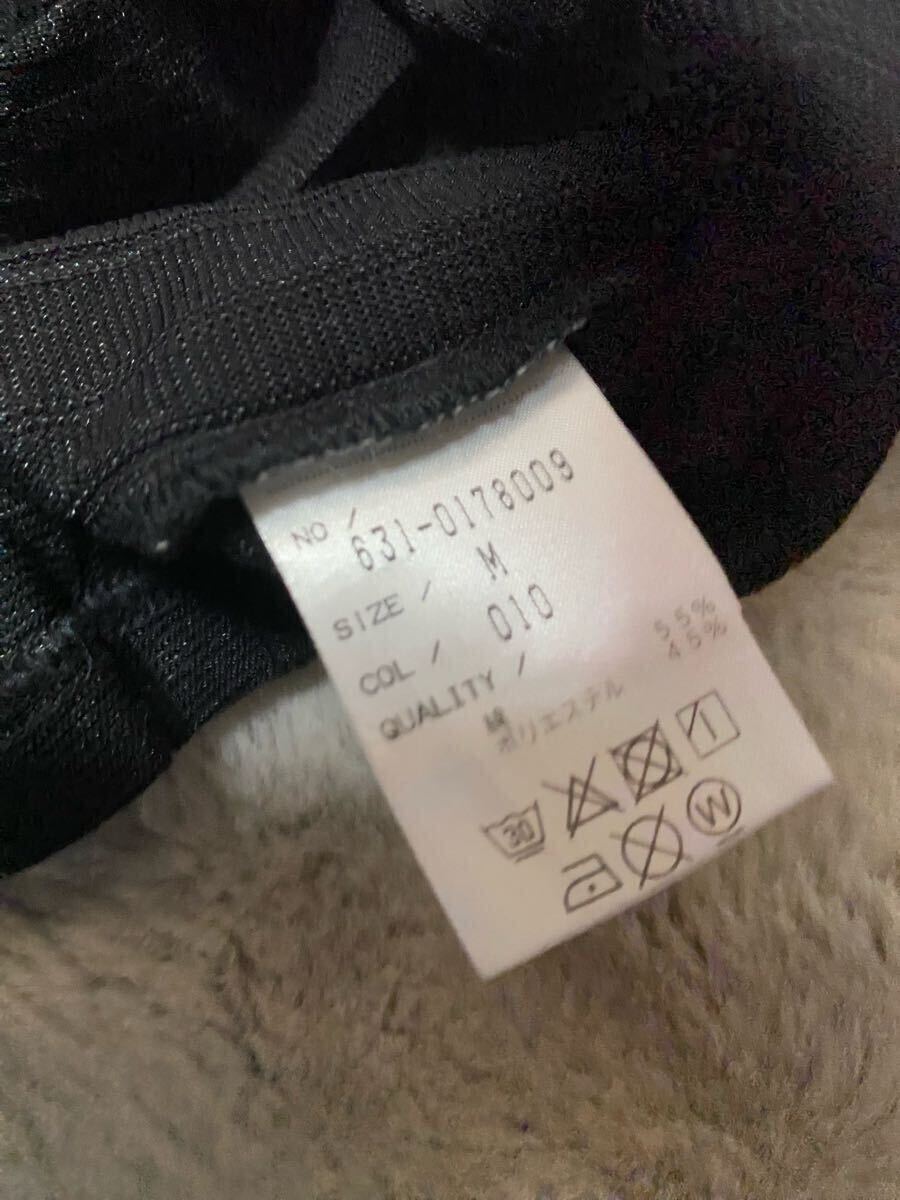 NO / 631-0178009
SIZE / M
COL / 010
QUALITY /
綿 55%
ポリエステル 45%
30
W